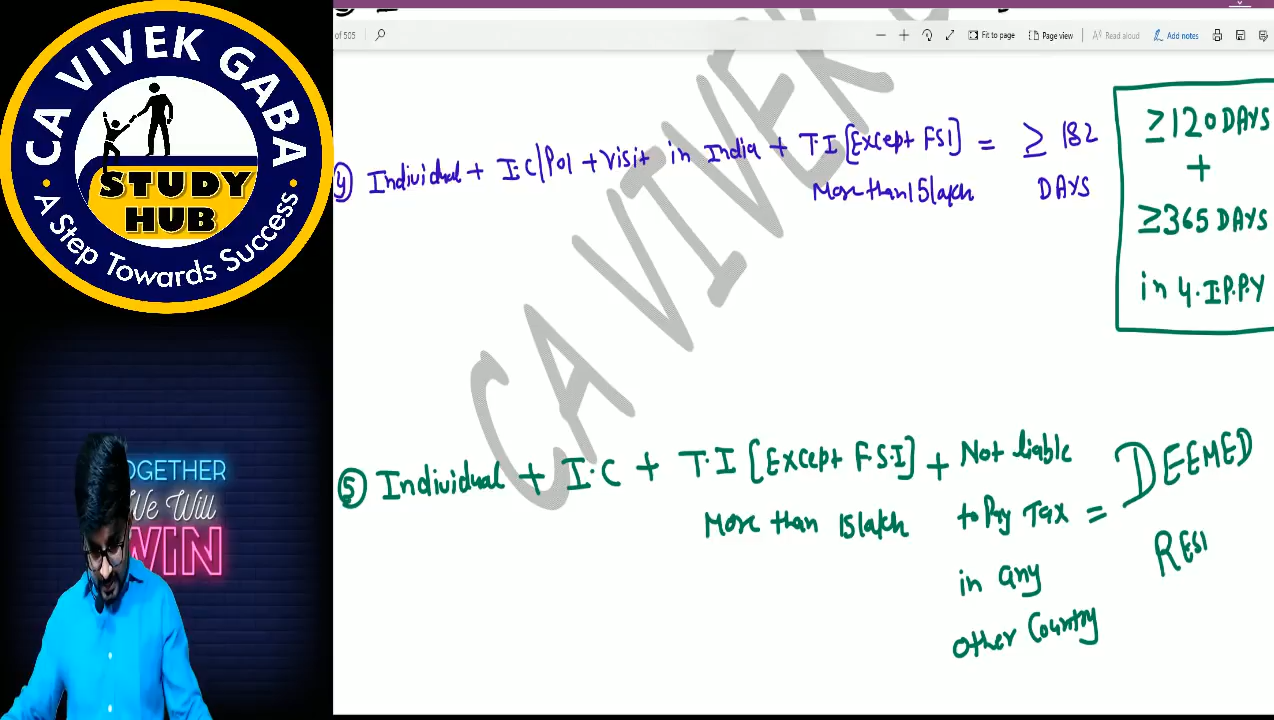 CA VIVEK GABA
STUDY
HUB
• A Step Towards Success •
TOGETHER
We Will
WIN
of 505
Fit to page
Page view
Read aloud
Add notes
④ Individual + I.C/POI + Visit in India + T.I [Except FSI] = ≥ 182
More than 15 lakh DAYS
≥120 DAYS
+
≥365 DAYS
in 4.I.P.P.Y
CA VIVEK G
⑤ Individual + I.C + T.I [Except F.S.I] + Not liable
More than 15 lakh to Pay Tax =
in any
other Country
DEEMED
RESI